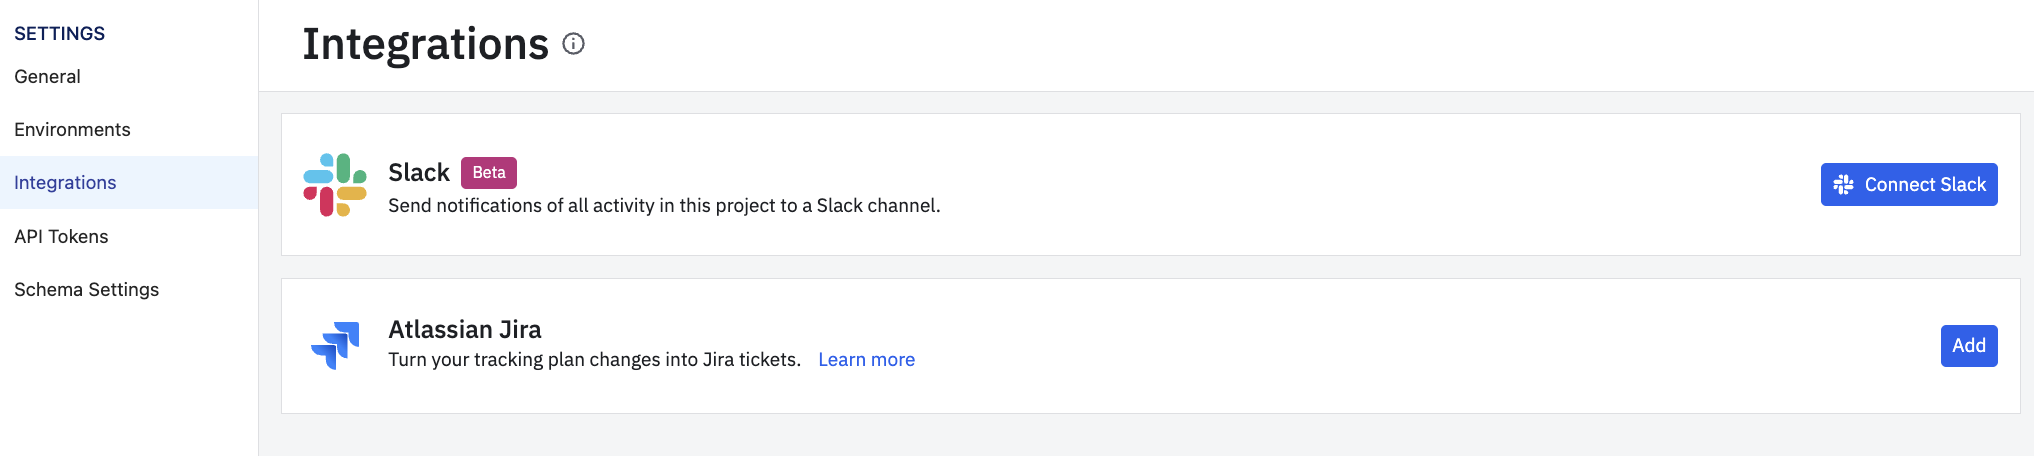 SETTINGS
General
Environments
Integrations
API Tokens
Schema Settings
Integrations
Slack Beta
Send notifications of all activity in this project to a Slack channel.
Connect Slack
Atlassian Jira
Turn your tracking plan changes into Jira tickets. Learn more
Add